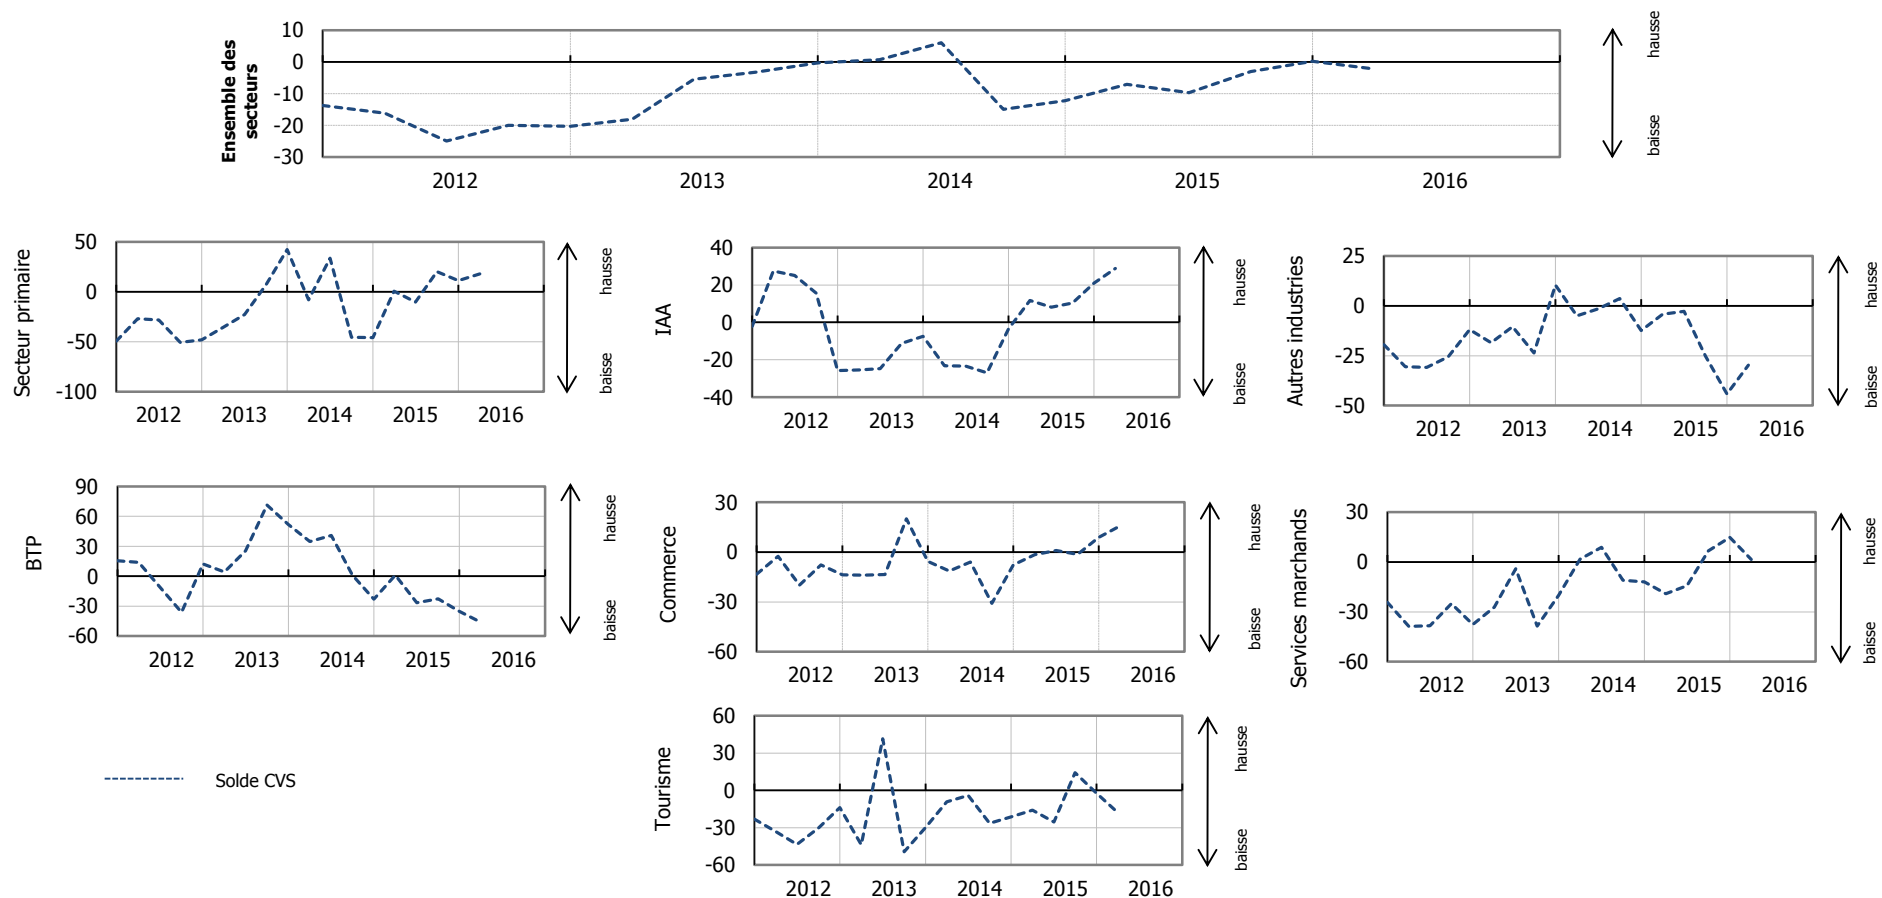 Ensemble des
secteurs
10
0
-10
-20
-30
2012
2013
2014
2015
2016
hausse
baisse
Secteur primaire
50
0
-50
-100
2012
2013
2014
2015
2016
hausse
baisse
IAA
40
20
0
-20
-40
2012
2013
2014
2015
2016
hausse
baisse
Autres industries
25
0
-25
-50
2012
2013
2014
2015
2016
hausse
baisse
BTP
90
60
30
0
-30
-60
2012
2013
2014
2015
2016
hausse
baisse
Commerce
30
0
-30
-60
2012
2013
2014
2015
2016
hausse
baisse
Services marchands
30
0
-30
-60
2012
2013
2014
2015
2016
hausse
baisse
Solde CVS
Tourisme
60
30
0
-30
-60
2012
2013
2014
2015
2016
hausse
baisse